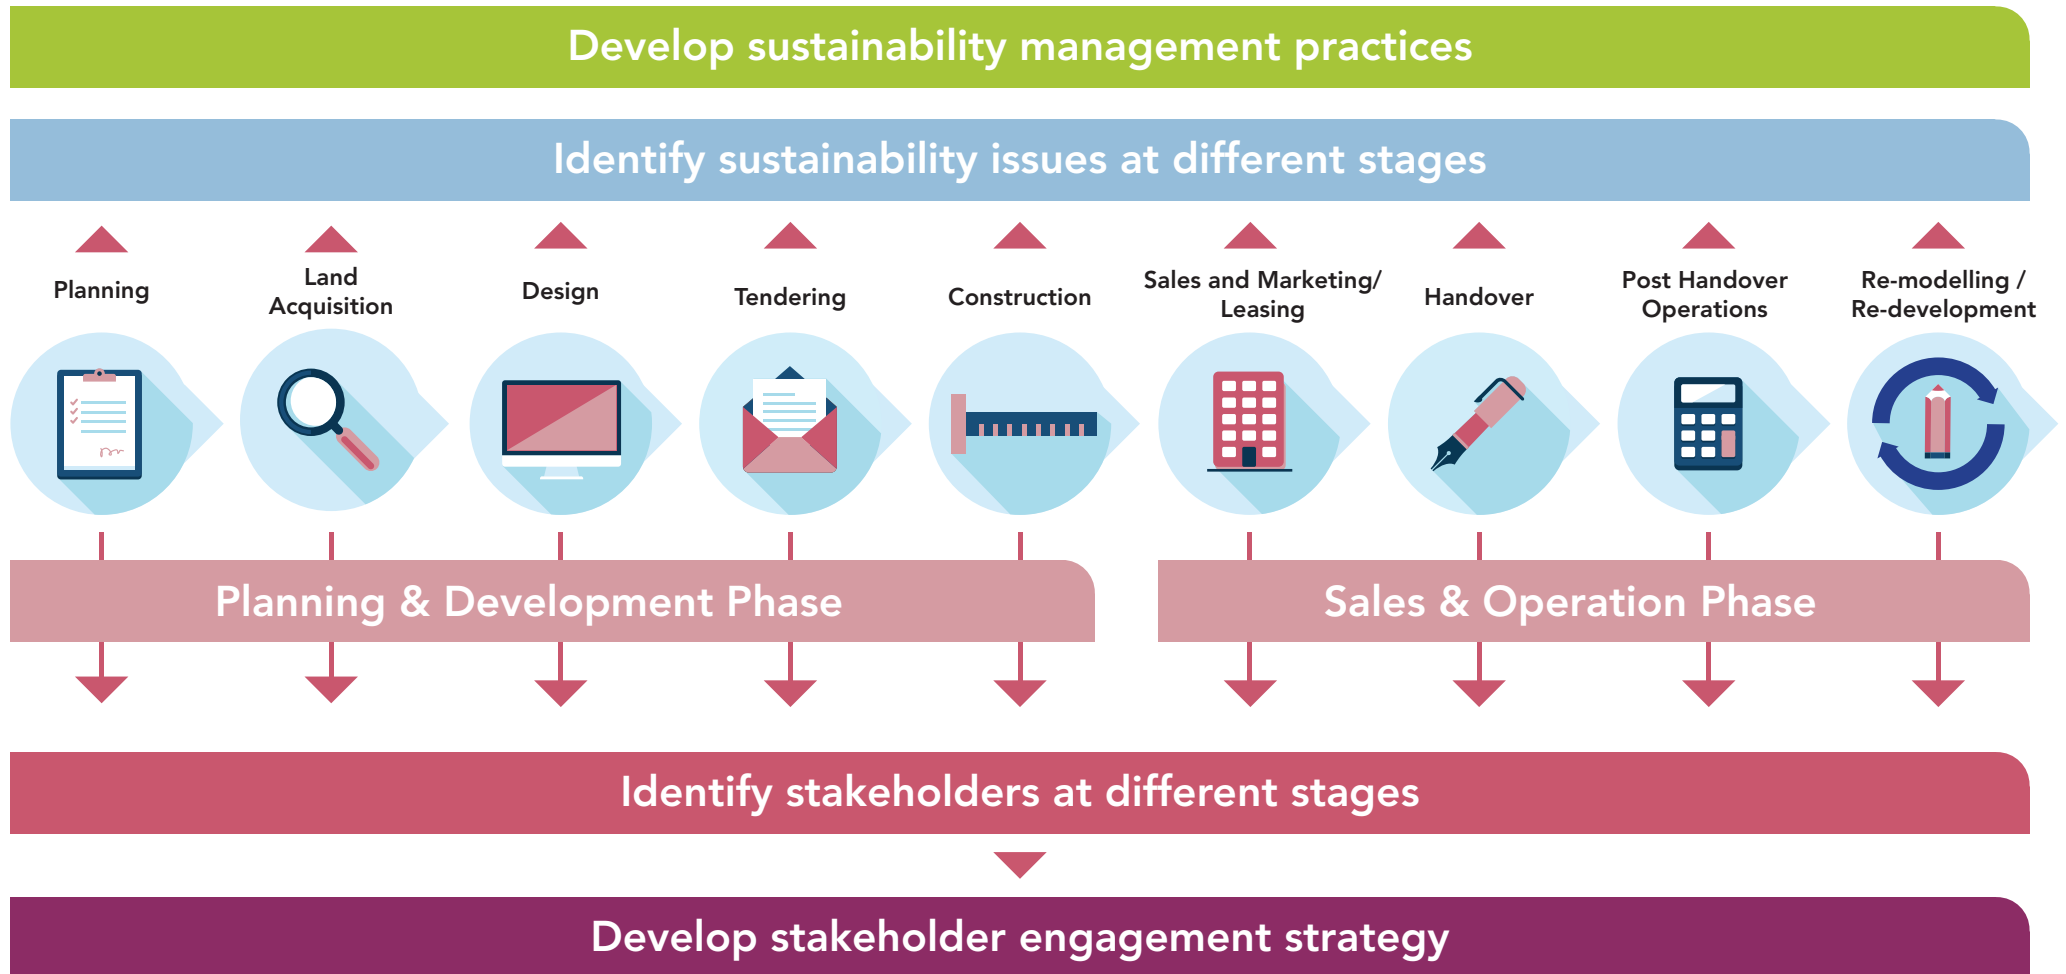 Develop sustainability management practices
Identify sustainability issues at different stages
Planning
Land
Acquisition
Design
Tendering
Construction
Sales and Marketing/
Leasing
Handover
Post Handover
Operations
Re-modelling /
Re-development
Planning & Development Phase
Sales & Operation Phase
Identify stakeholders at different stages
Develop stakeholder engagement strategy